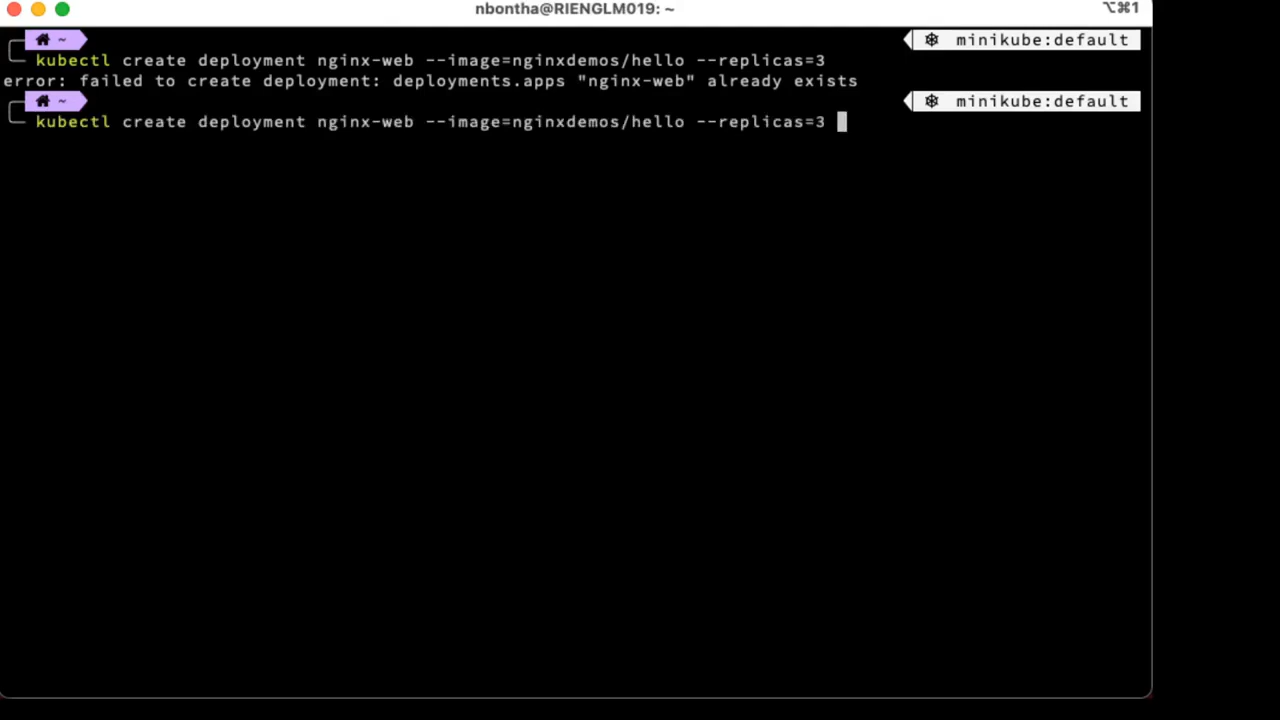 nbontha@RIENGLM019: ~
⌥⌘1
~
minikube:default
kubectl create deployment nginx-web --image=nginxdemos/hello --replicas=3
error: failed to create deployment: deployments.apps "nginx-web" already exists
~
minikube:default
kubectl create deployment nginx-web --image=nginxdemos/hello --replicas=3